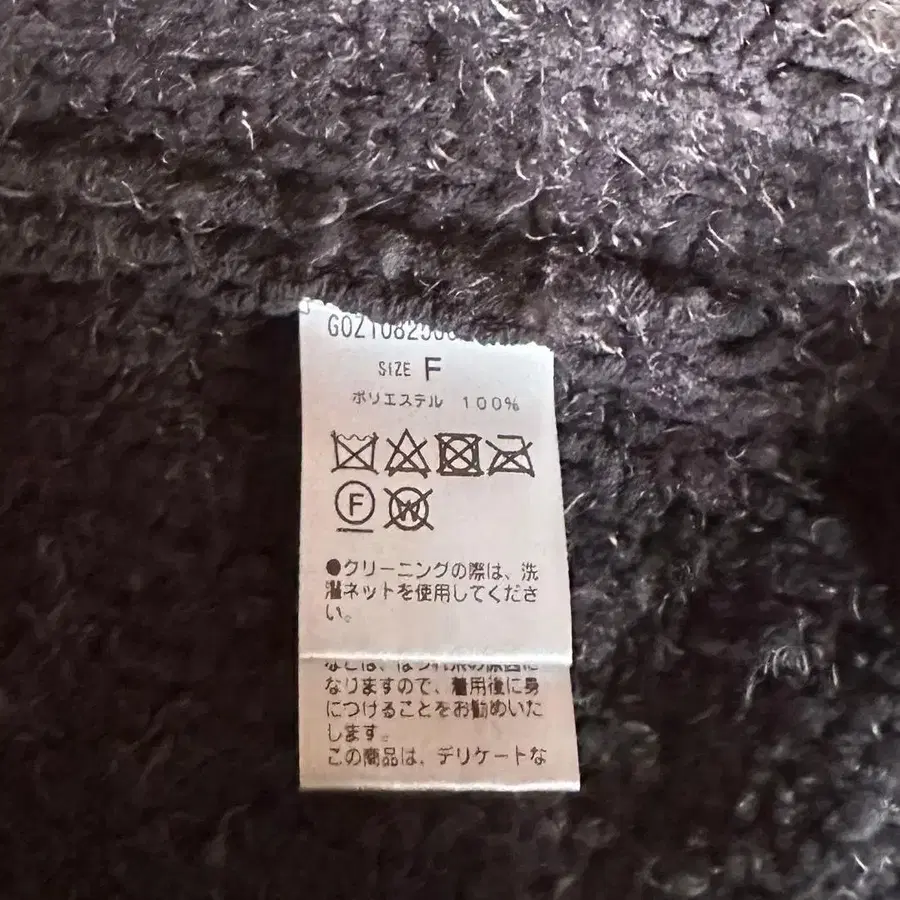 SIZE F
ポリエステル 100%
F
W
●クリーニングの際は、洗
濯ネットを使用してくださ
い。
なりますので、着用後に身
につけることをお勧めいた
します。
この商品は、デリケートな